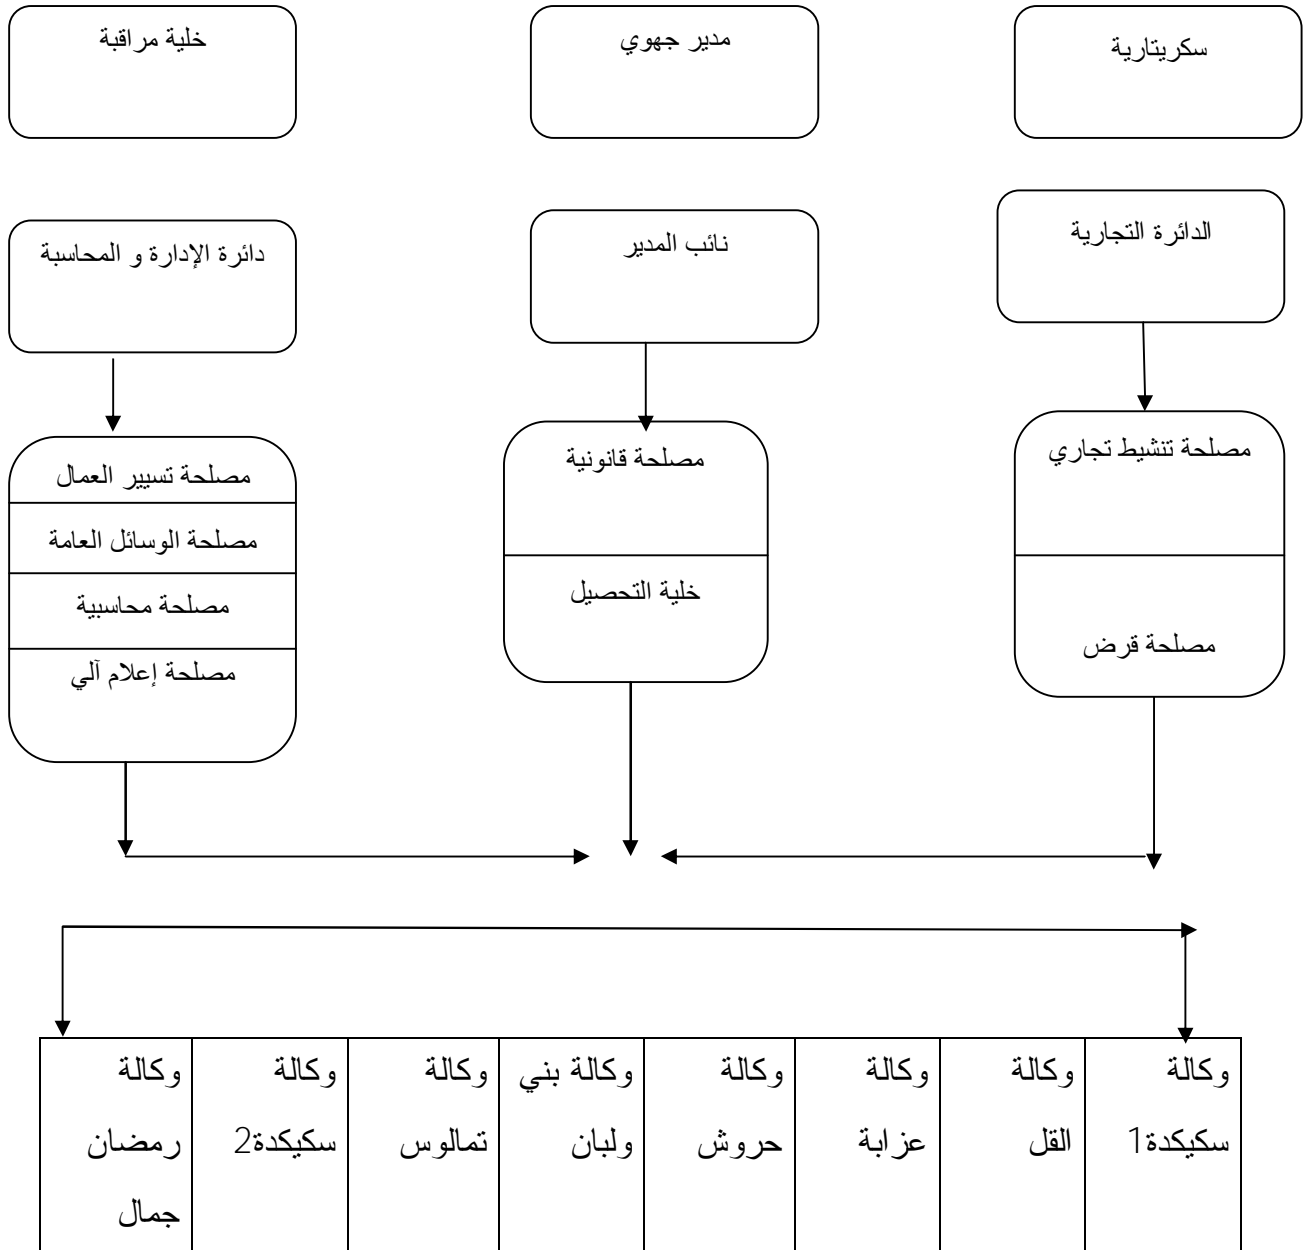 سكريتارية
مدير جهوي
خلية مراقبة
الدائرة التجارية
نائب المدير
دائرة الإدارة و المحاسبة
مصلحة تنشيط تجاري
مصلحة قرض
مصلحة قانونية
خلية التحصيل
مصلحة تسيير العمال
مصلحة الوسائل العامة
مصلحة محاسبية
مصلحة إعلام آلي
وكالة
سكيكدة1
وكالة
القل
وكالة
عزابة
وكالة
حروش
وكالة بني
ولبان
وكالة
تمالوس
وكالة
سكيكدة2
وكالة
رمضان
جمال